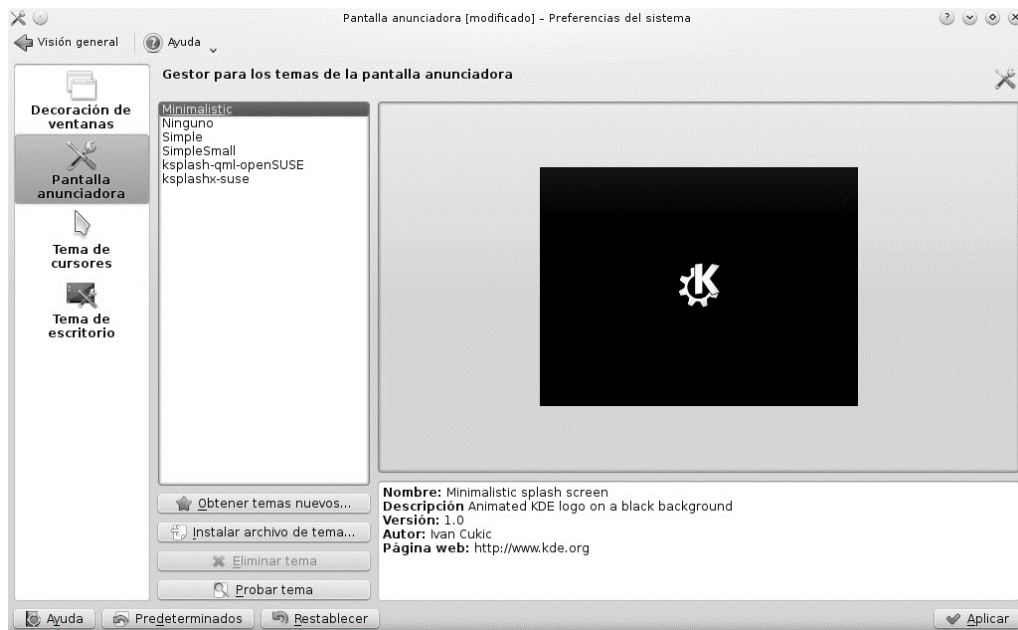 Pantalla anunciadora [modificado] – Preferencias del sistema
Visión general
Ayuda
Gestor para los temas de la pantalla anunciadora
Decoración de
ventanas
Pantalla
anunciadora
Tema de
cursores
Tema de
escritorio
Minimalistic
Ninguno
Simple
SimpleSmall
ksplash-qml-openSUSE
ksplashx-suse
Obtener temas nuevos...
Instalar archivo de tema...
Eliminar tema
Probar tema
K
Nombre: Minimalistic splash screen
Descripción Animated KDE logo on a black background
Versión: 1.0
Autor: Ivan Cukic
Página web: http://www.kde.org
Ayuda
Predeterminados
Restablecer
Aplicar